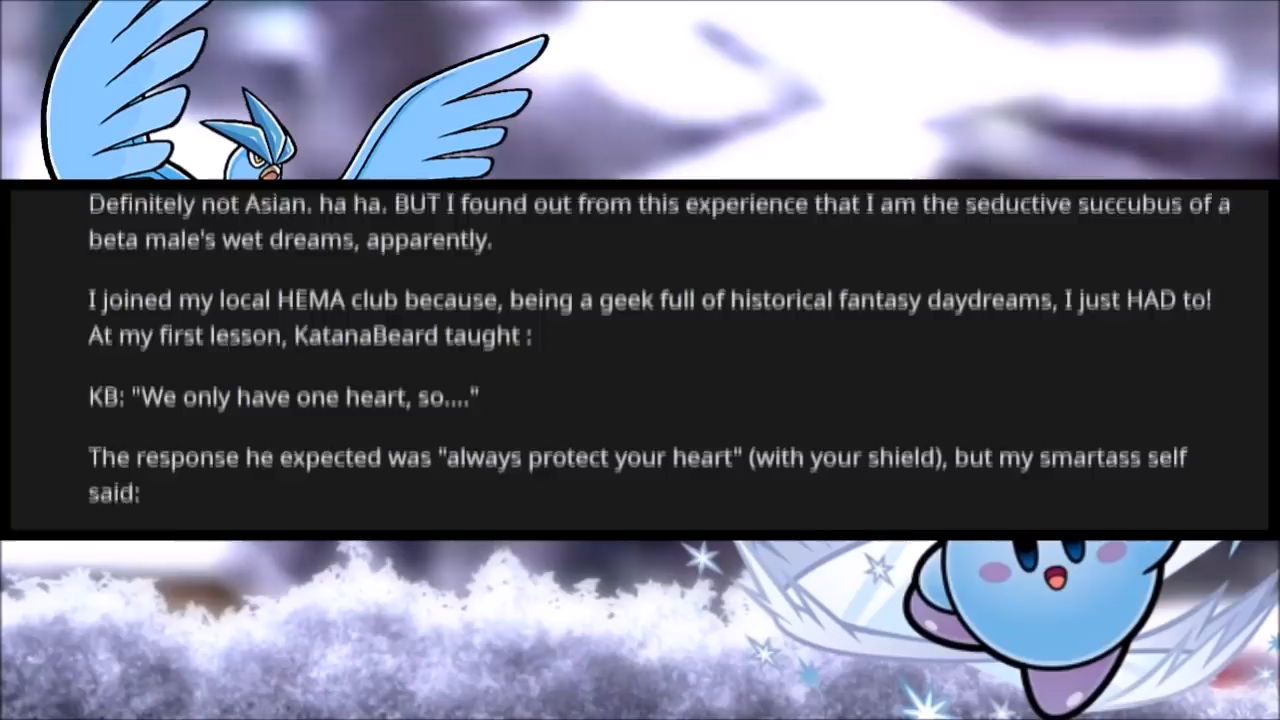 Definitely not Asian. ha ha. BUT I found out from this experience that I am the seductive succubus of a
beta male's wet dreams, apparently.
I joined my local HEMA club because, being a geek full of historical fantasy daydreams, I just HAD to!
At my first lesson, KatanaBeard taught :
KB: "We only have one heart, so...."
The response he expected was "always protect your heart" (with your shield), but my smartass self
said: